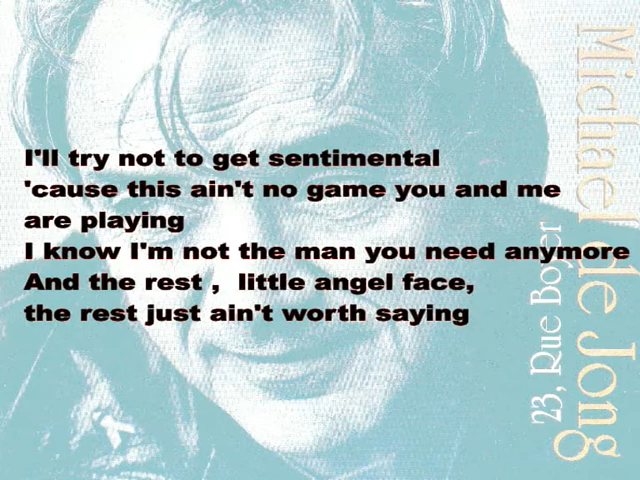 I'll try not to get sentimental
'cause this ain't no game you and me
are playing
I know I'm not the man you need anymore
And the rest , little angel face,
the rest just ain't worth saying
Michael de Jong
23, Rue Boyer